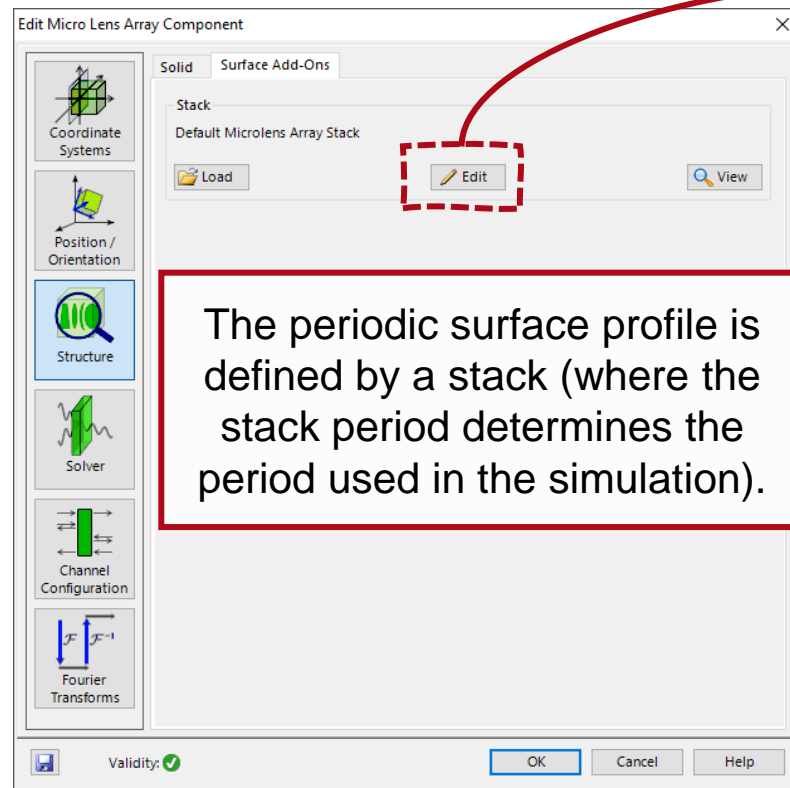 Edit Micro Lens Array Component
Solid
Surface Add-Ons
Coordinate
Systems
Position /
Orientation
Structure
Solver
Channel
Configuration
ℱ ℱ⁻¹
Fourier
Transforms
Stack
Default Microlens Array Stack
Load
Edit
View
The periodic surface profile is
defined by a stack (where the
stack period determines the
period used in the simulation).
Validity:
OK
Cancel
Help